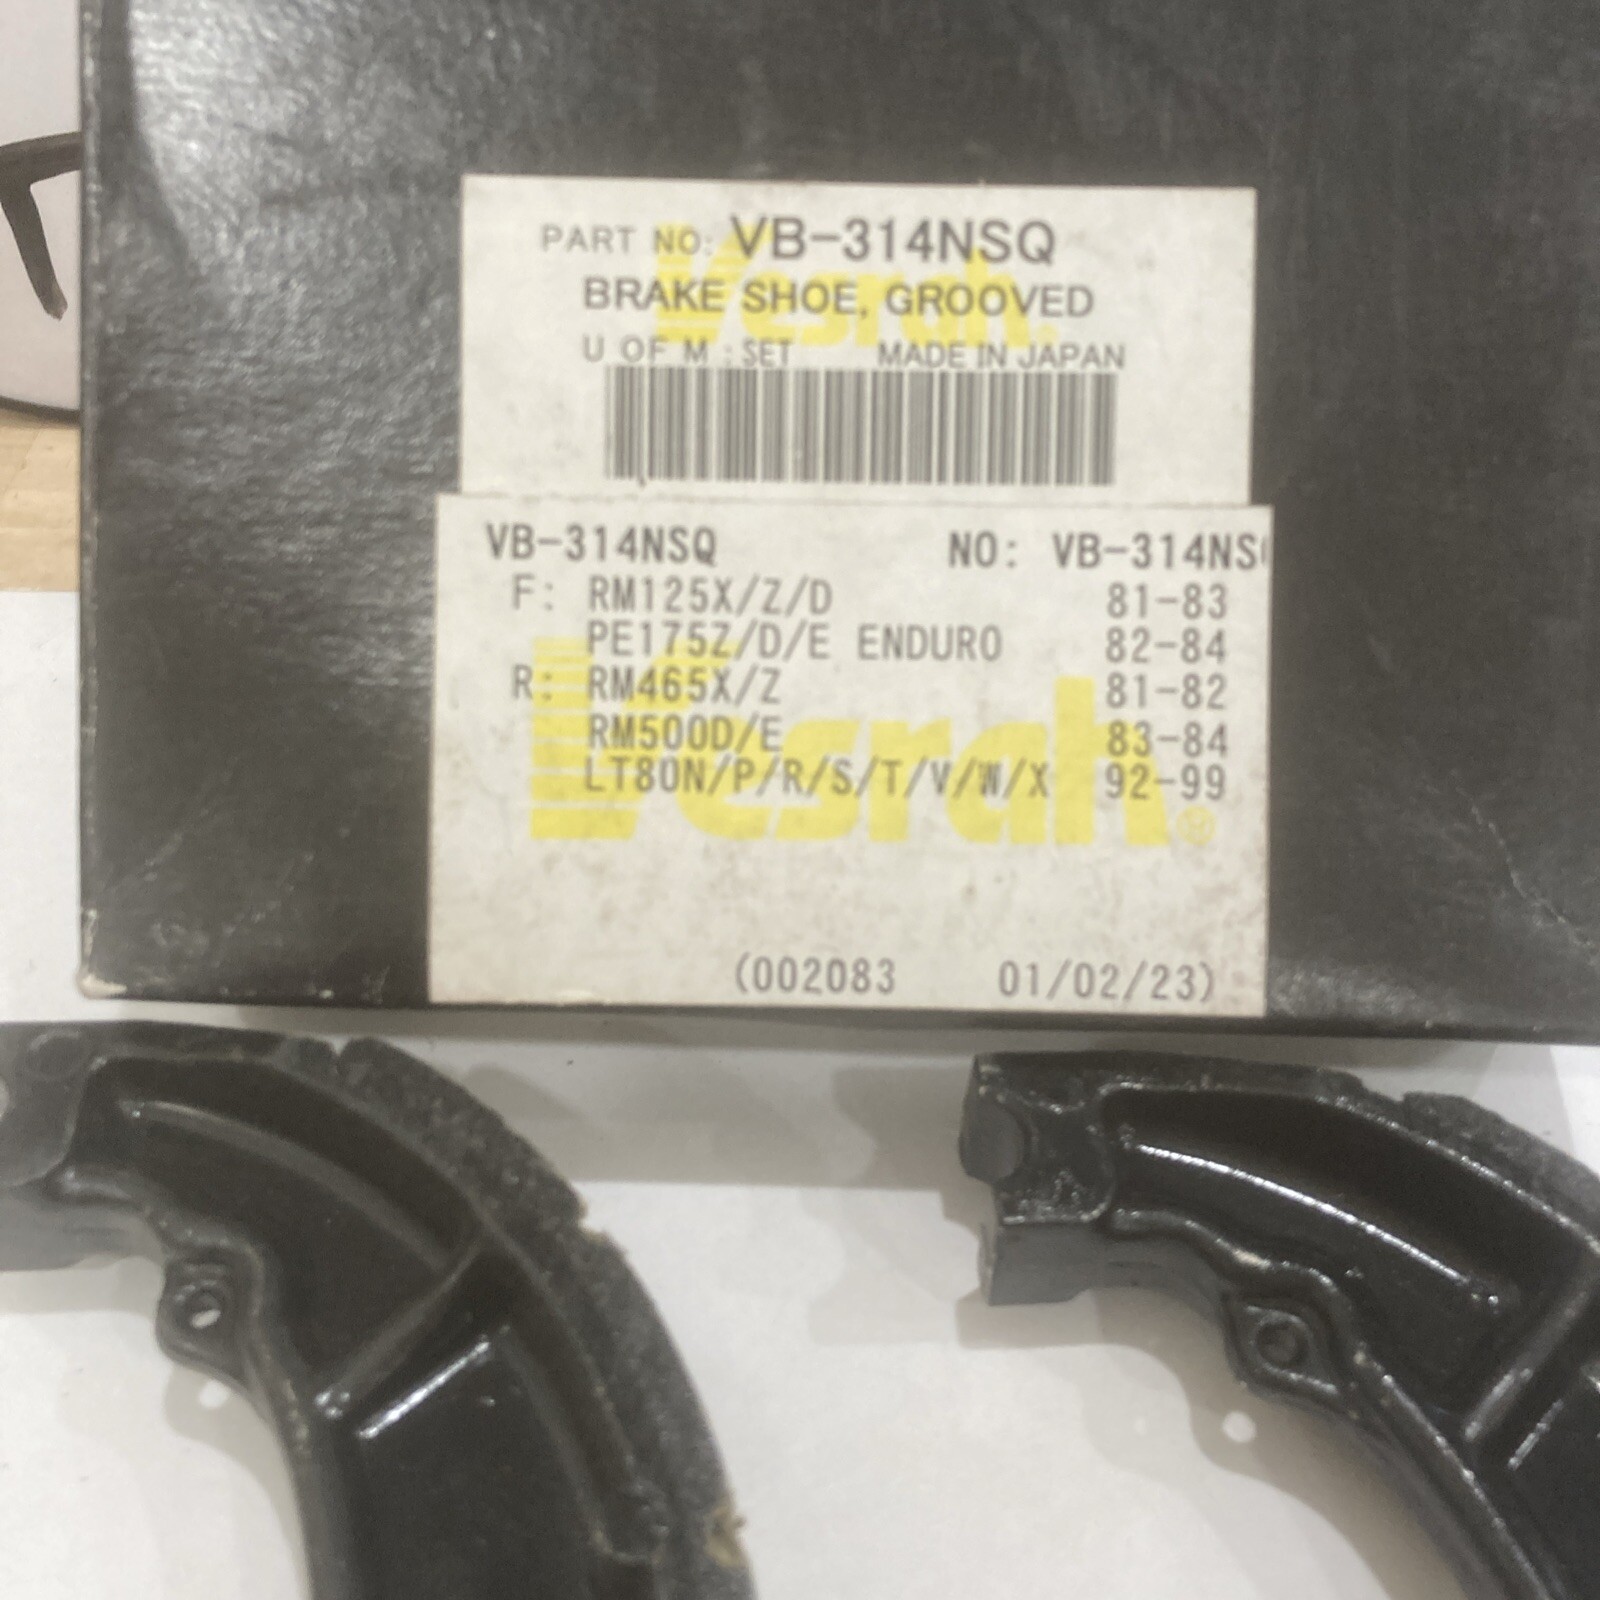 PART NO: VB-314NSQ
BRAKE SHOE, GROOVED
U OF M : SET MADE IN JAPAN
Vesrah
VB-314NSQ NO: VB-314NSQ
F: RM125X/Z/D 81-83
PE175Z/D/E ENDURO 82-84
R: RM465X/Z 81-82
RM500D/E 83-84
LT80N/P/R/S/T/V/W/X 92-99
Vesrah®
(002083 01/02/23)